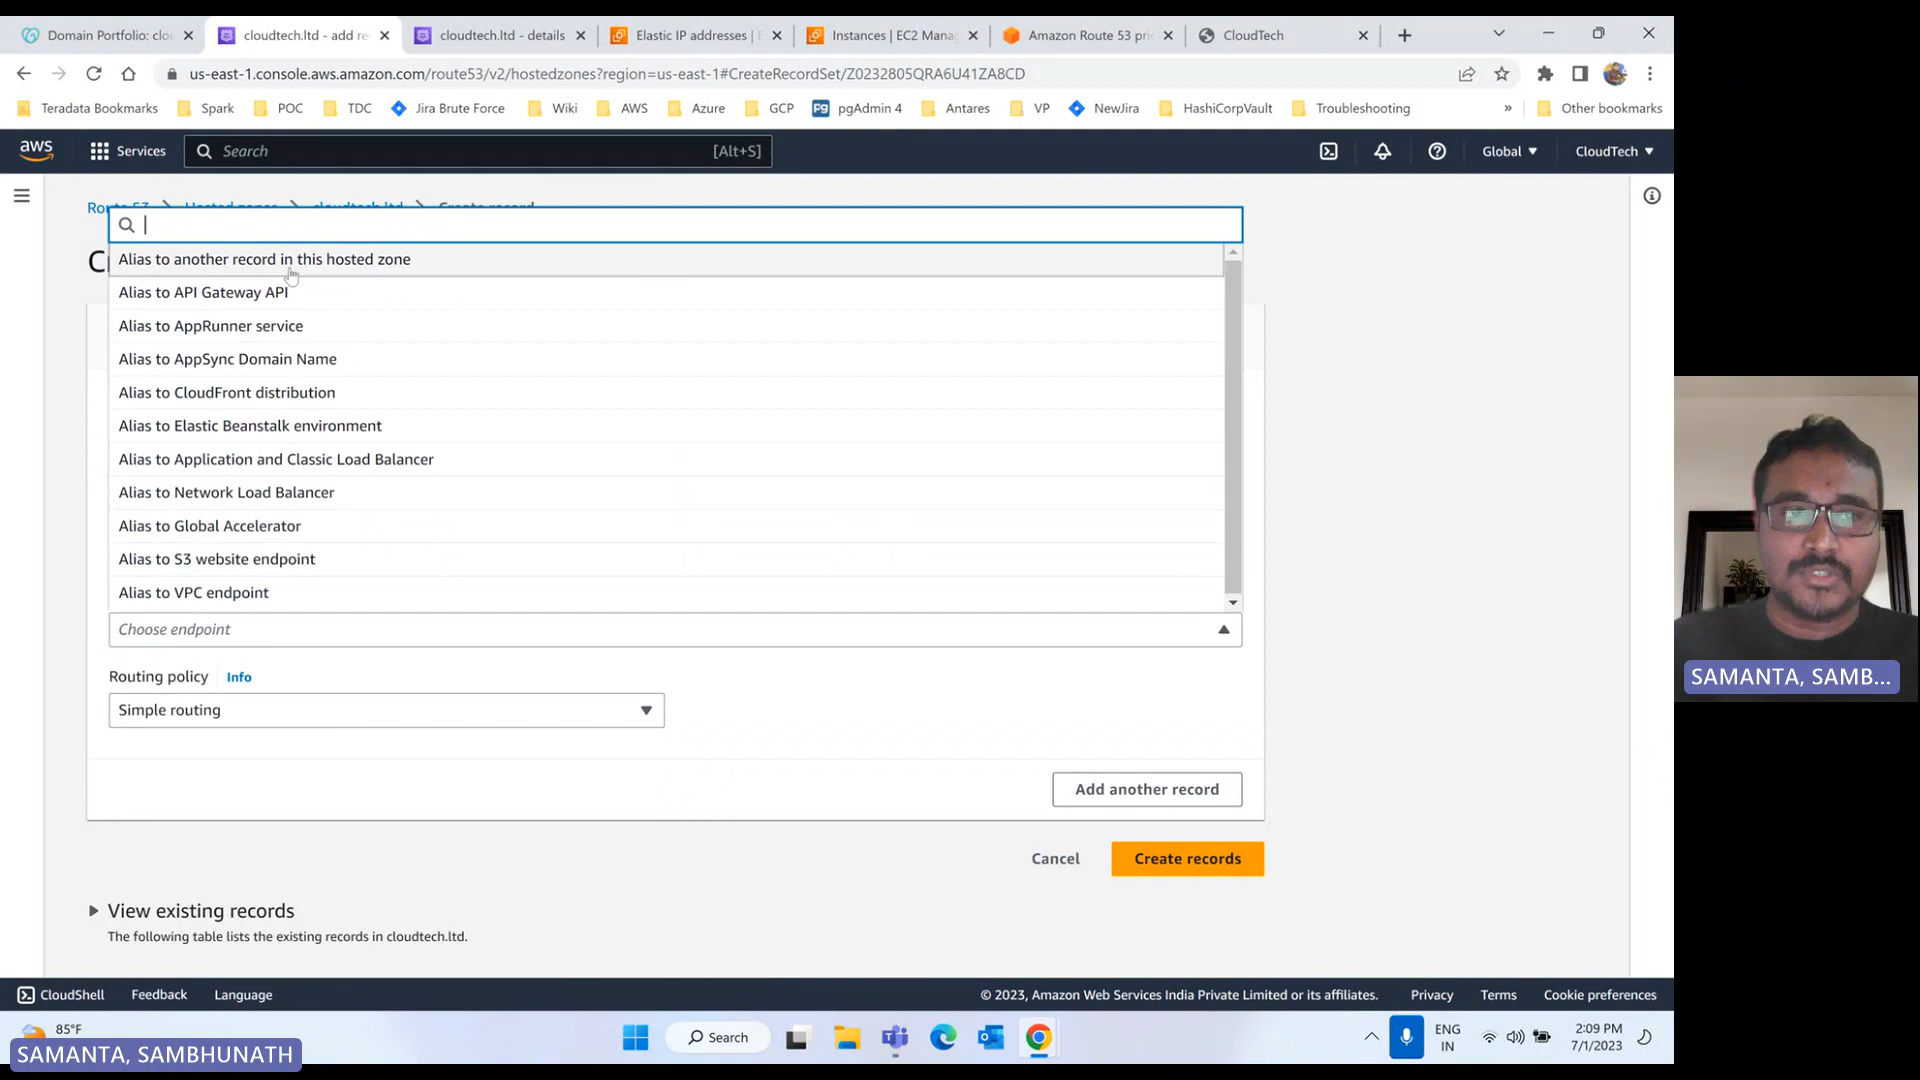 Domain Portfolio: clo
cloudtech.ltd - add re
cloudtech.ltd - details
Elastic IP addresses | E
Instances | EC2 Manag
Amazon Route 53 pri
CloudTech
us-east-1.console.aws.amazon.com/route53/v2/hostedzones?region=us-east-1#CreateRecordSet/Z0232805QRA6U41ZA8CD
Teradata Bookmarks
Spark
POC
TDC
Jira Brute Force
Wiki
AWS
Azure
GCP
pgAdmin 4
Antares
VP
NewJira
HashiCorpVault
Troubleshooting
»
Other bookmarks
aws
Services
Search
[Alt+S]
Global
CloudTech
Alias to another record in this hosted zone
Alias to API Gateway API
Alias to AppRunner service
Alias to AppSync Domain Name
Alias to CloudFront distribution
Alias to Elastic Beanstalk environment
Alias to Application and Classic Load Balancer
Alias to Network Load Balancer
Alias to Global Accelerator
Alias to S3 website endpoint
Alias to VPC endpoint
Choose endpoint
Routing policy
Info
Simple routing
Add another record
Cancel
Create records
View existing records
The following table lists the existing records in cloudtech.ltd.
CloudShell
Feedback
Language
© 2023, Amazon Web Services India Private Limited or its affiliates.
Privacy
Terms
Cookie preferences
85°F
Search
ENG
IN
2:09 PM
7/1/2023
SAMANTA, SAMBHUNATH
SAMANTA, SAMB...